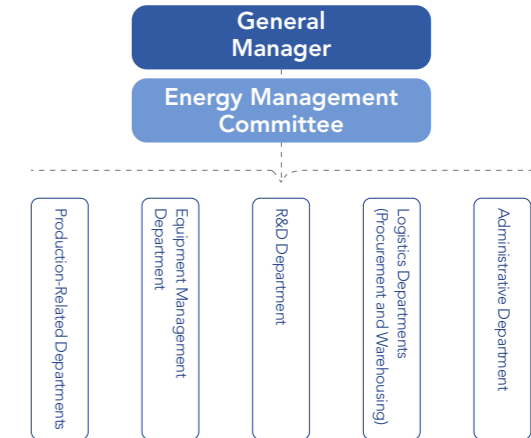 General
Manager
Energy Management
Committee
Production-Related Departments
Equipment Management
Department
R&D Department
Logistics Departments
(Procurement and Warehousing)
Administrative Department